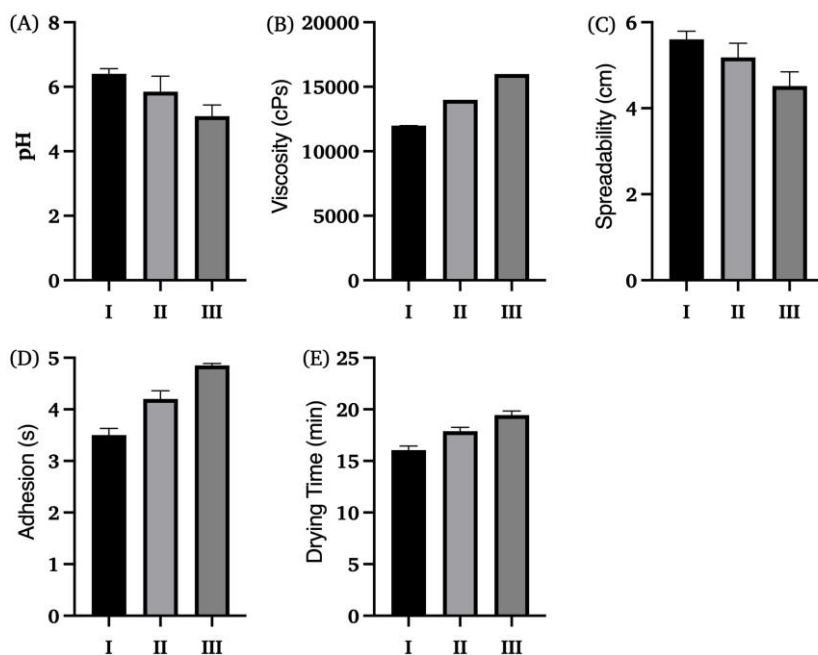 (A)
8
6
4
2
0
pH
I II III
(B)
20000
15000
10000
5000
0
Viscosity (cPs)
I II III
(C)
6
4
2
0
Spreadability (cm)
I II III
(D)
5
4
3
2
1
0
Adhesion (s)
I II III
(E)
25
20
15
10
5
0
Drying Time (min)
I II III